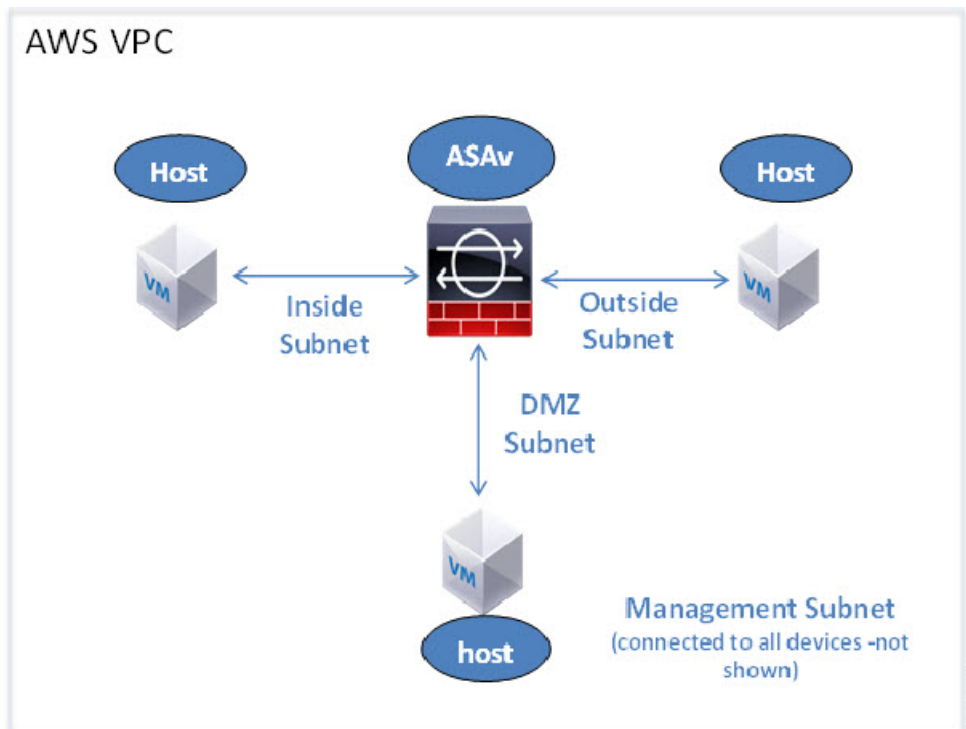 AWS VPC
Host
ASAv
Host
VM
VM
Inside
Subnet
Outside
Subnet
DMZ
Subnet
VM
host
Management Subnet
(connected to all devices -not
shown)